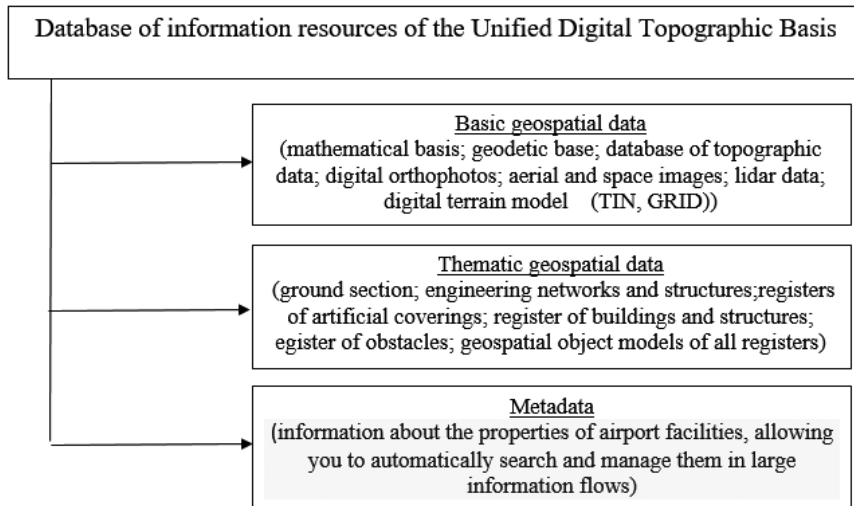 Database of information resources of the Unified Digital Topographic Basis
Basic geospatial data
(mathematical basis; geodetic base; database of topographic
data; digital orthophotos; aerial and space images; lidar data;
digital terrain model (TIN, GRID))
Thematic geospatial data
(ground section; engineering networks and structures;registers
of artificial coverings; register of buildings and structures;
egister of obstacles; geospatial object models of all registers)
Metadata
(information about the properties of airport facilities, allowing
you to automatically search and manage them in large
information flows)